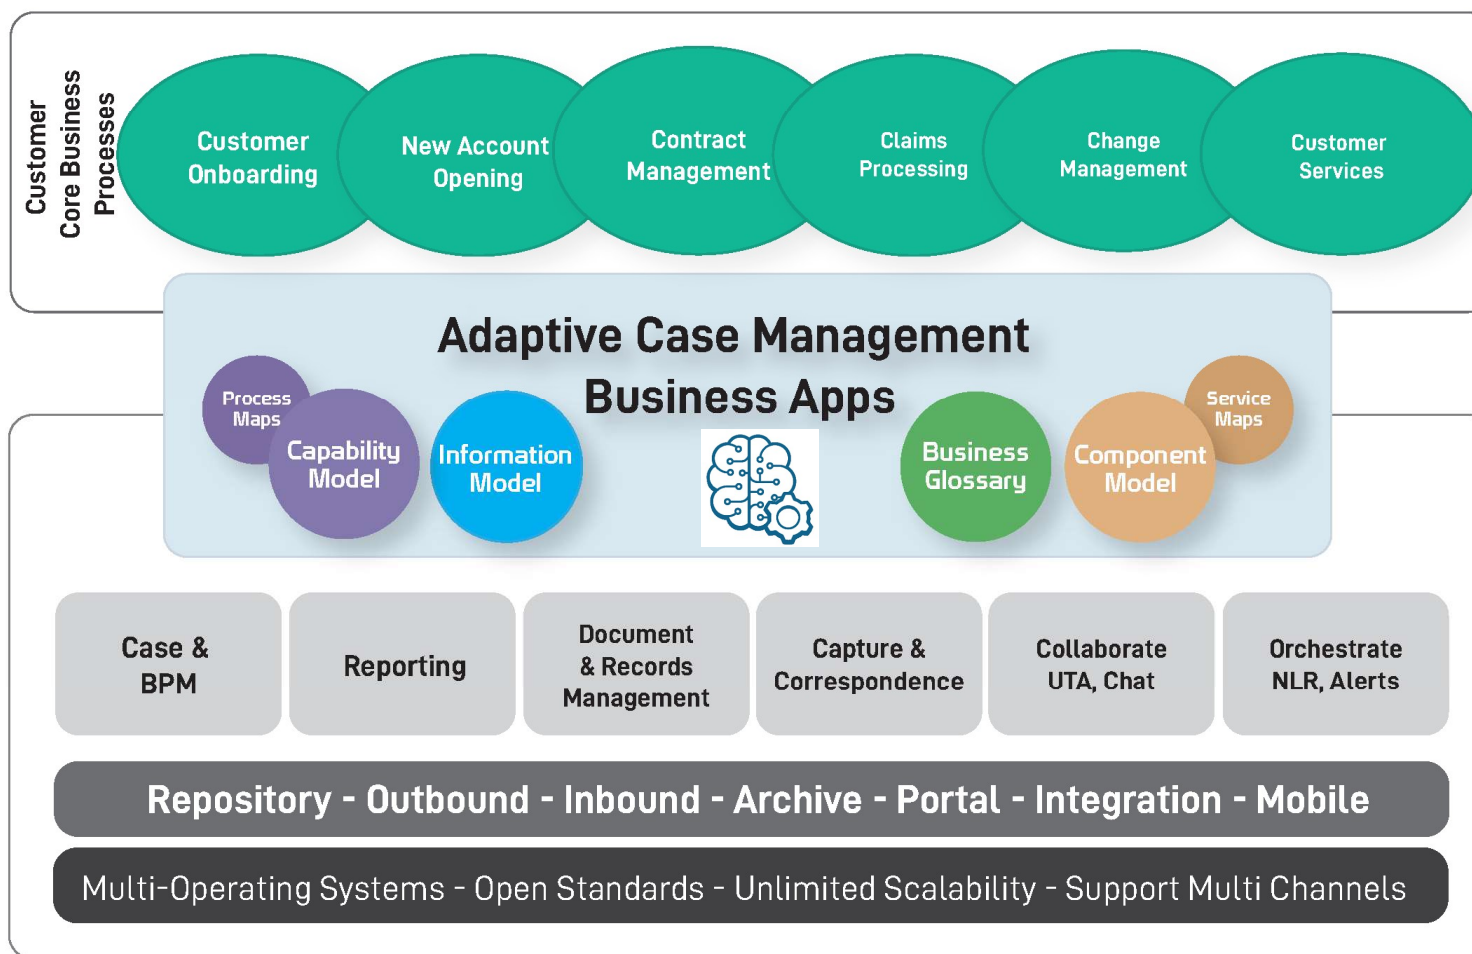 Customer
Core Business
Processes
Customer
Onboarding
New Account
Opening
Contract
Management
Claims
Processing
Change
Management
Customer
Services
Adaptive Case Management
Business Apps
Process
Maps
Capability
Model
Information
Model
Business
Glossary
Component
Model
Service
Maps
Case &
BPM
Reporting
Document
& Records
Management
Capture &
Correspondence
Collaborate
UTA, Chat
Orchestrate
NLR, Alerts
Repository - Outbound - Inbound - Archive - Portal - Integration - Mobile
Multi-Operating Systems - Open Standards - Unlimited Scalability - Support Multi Channels